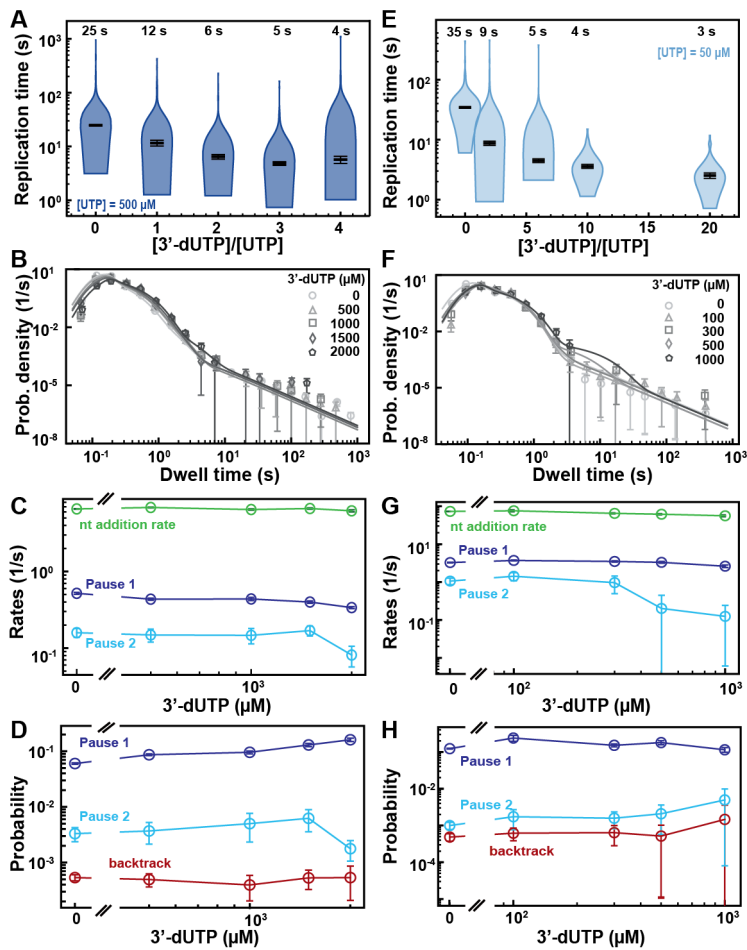 A
25 s 12 s 6 s 5 s 4 s
Replication time (s)
10³
10²
10¹
10⁰
[UTP] = 500 µM
0 1 2 3 4
[3'-dUTP]/[UTP]
E
35 s 9 s 5 s 4 s 3 s
[UTP] = 50 µM
Replication time (s)
10²
10¹
10⁰
0 5 10 15 20
[3'-dUTP]/[UTP]
B
Prob. density (1/s)
10¹
10⁻²
10⁻⁵
10⁻⁸
3'-dUTP (µM)
0
500
1000
1500
2000
10⁻¹ 10⁰ 10¹ 10² 10³
Dwell time (s)
F
Prob. density (1/s)
10¹
10⁻²
10⁻⁵
10⁻⁸
3'-dUTP (µM)
0
100
300
500
1000
10⁻¹ 10⁰ 10¹ 10² 10³
Dwell time (s)
C
Rates (1/s)
nt addition rate
10⁰
Pause 1
Pause 2
10⁻¹
0 10³
3'-dUTP (µM)
G
Rates (1/s)
nt addition rate
10¹
Pause 1
Pause 2
10⁻¹
0 10² 10³
3'-dUTP (µM)
D
Probability
10⁻¹
Pause 1
10⁻²
Pause 2
10⁻³
backtrack
0 10³
3'-dUTP (µM)
H
Probability
Pause 1
10⁻²
Pause 2
backtrack
10⁻⁴
0 10² 10³
3'-dUTP (µM)